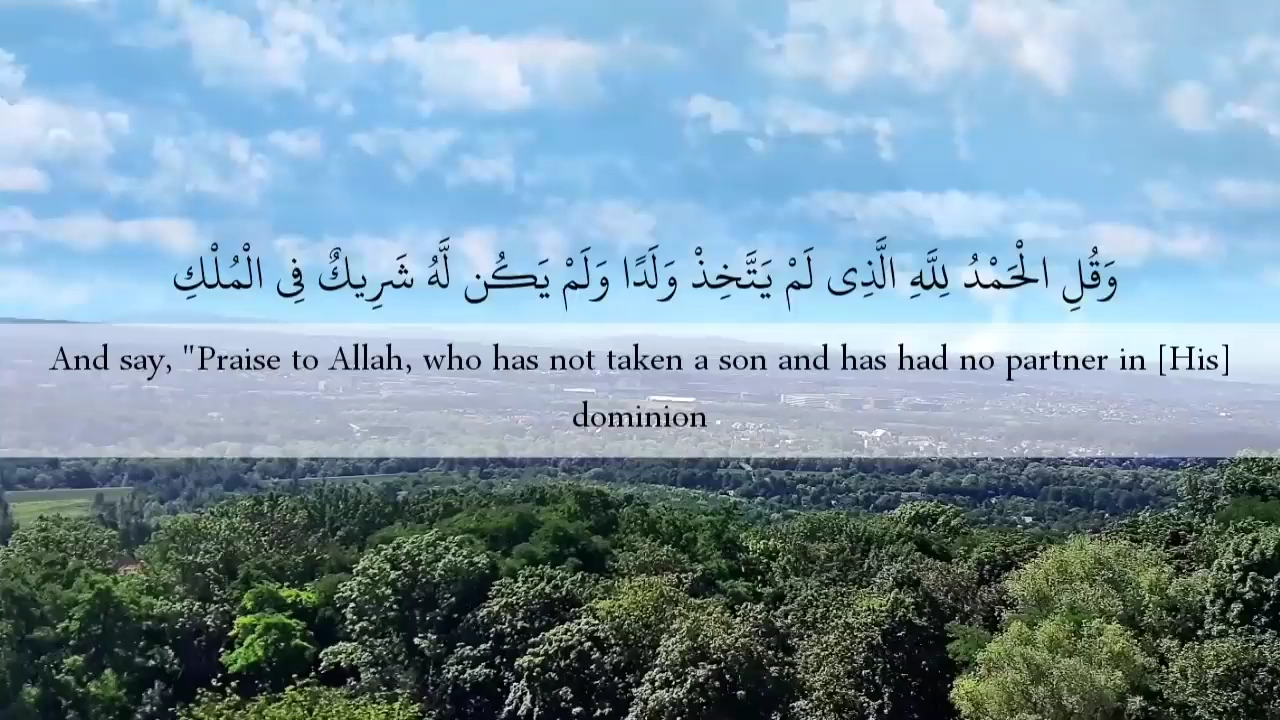 وَقُلِ الْحَمْدُ لِلَّهِ الَّذِى لَمْ يَتَّخِذْ وَلَدًا وَلَمْ يَكُن لَّهُ شَرِيكٌ فِى الْمُلْكِ
And say, "Praise to Allah, who has not taken a son and has had no partner in [His]
dominion